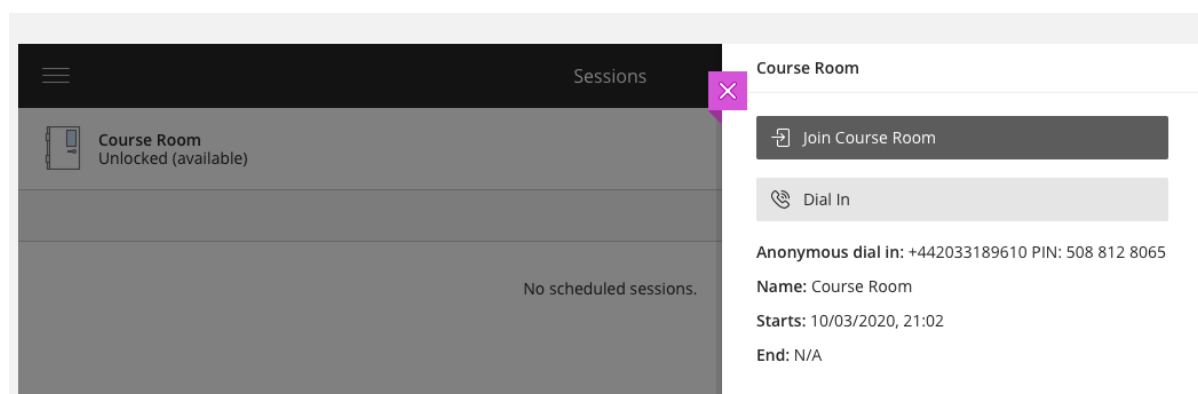 Sessions
Course Room
Unlocked (available)
No scheduled sessions.
Course Room
Join Course Room
Dial In
Anonymous dial in: +442033189610 PIN: 508 812 8065
Name: Course Room
Starts: 10/03/2020, 21:02
End: N/A